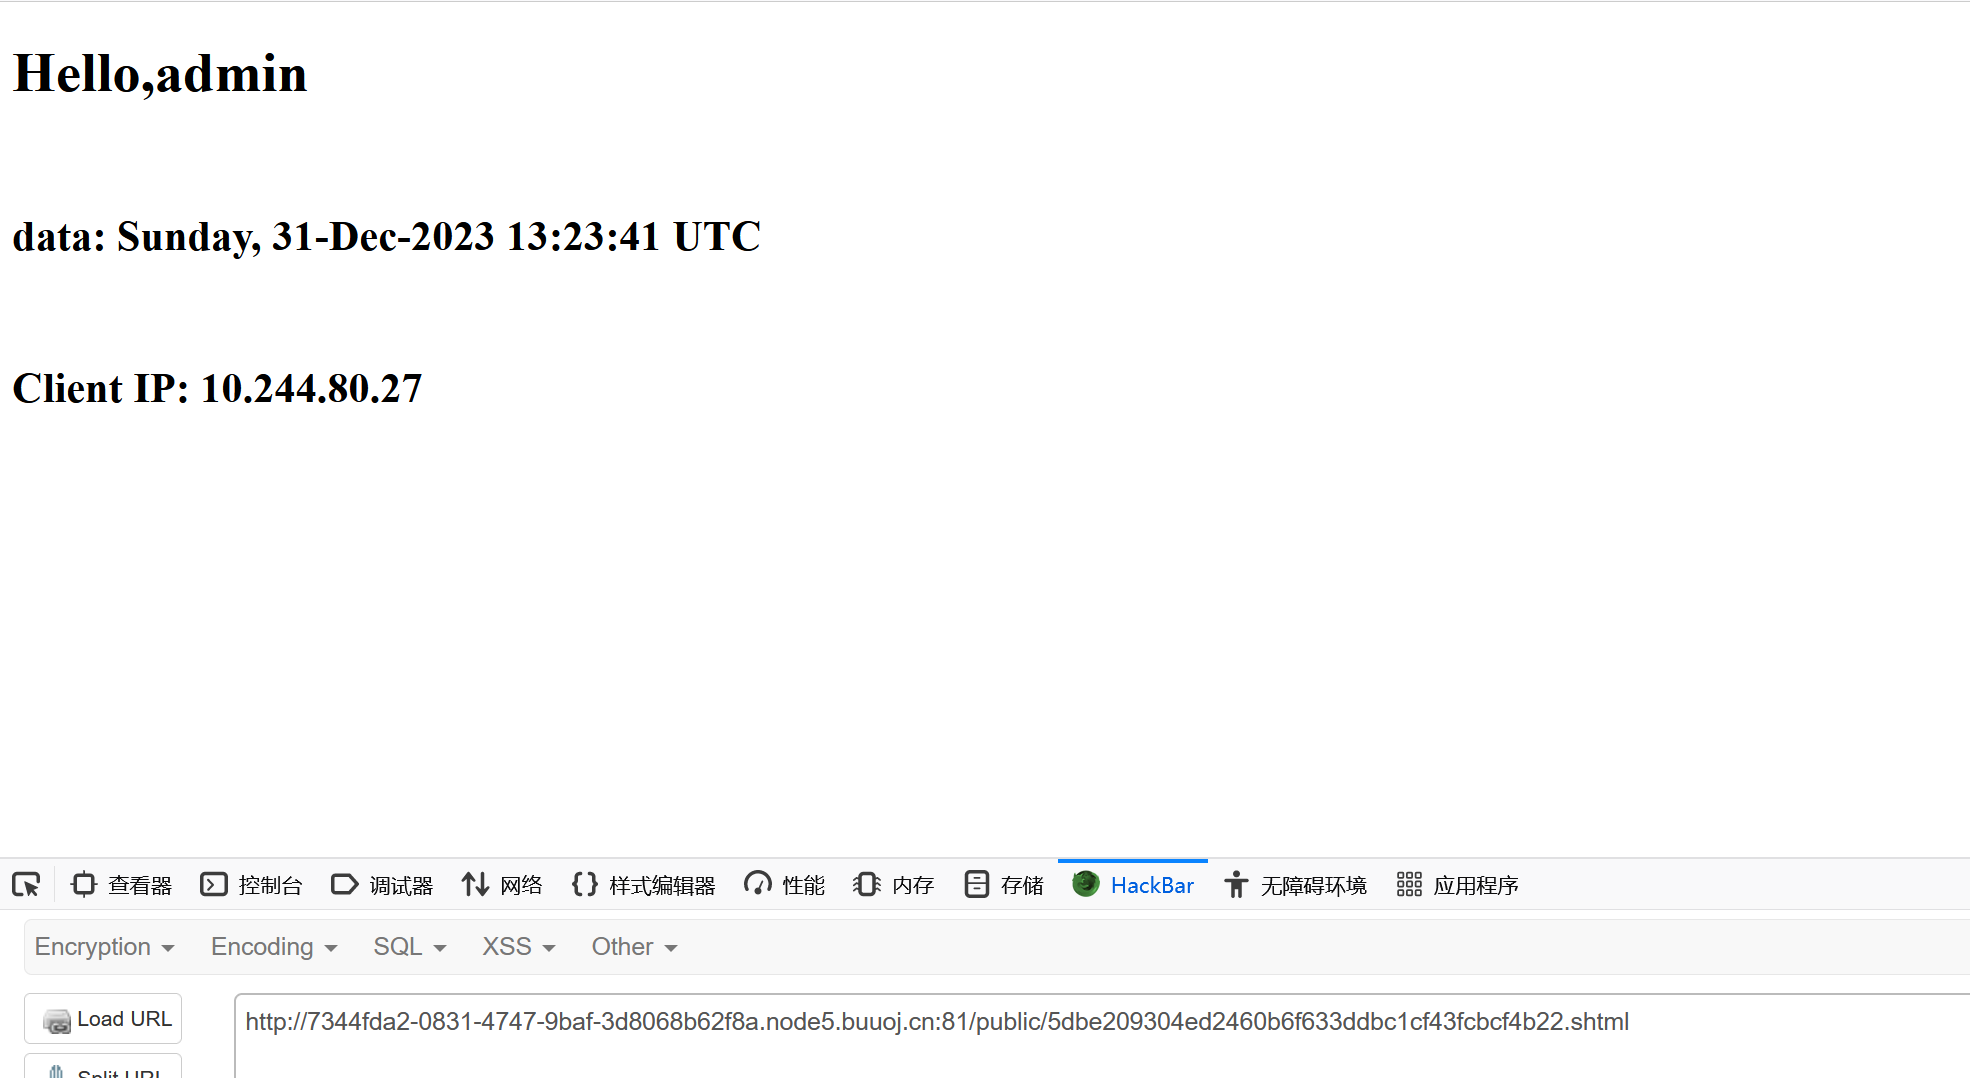 Hello,admin
data: Sunday, 31-Dec-2023 13:23:41 UTC
Client IP: 10.244.80.27
查看器 控制台 调试器 网络 样式编辑器 性能 内存 存储 HackBar 无障碍环境 应用程序
Encryption Encoding SQL XSS Other
Load URL http://7344fda2-0831-4747-9baf-3d8068b62f8a.node5.buuoj.cn:81/public/5dbe209304ed2460b6f633ddbc1cf43fcbcf4b22.shtml
Split URL